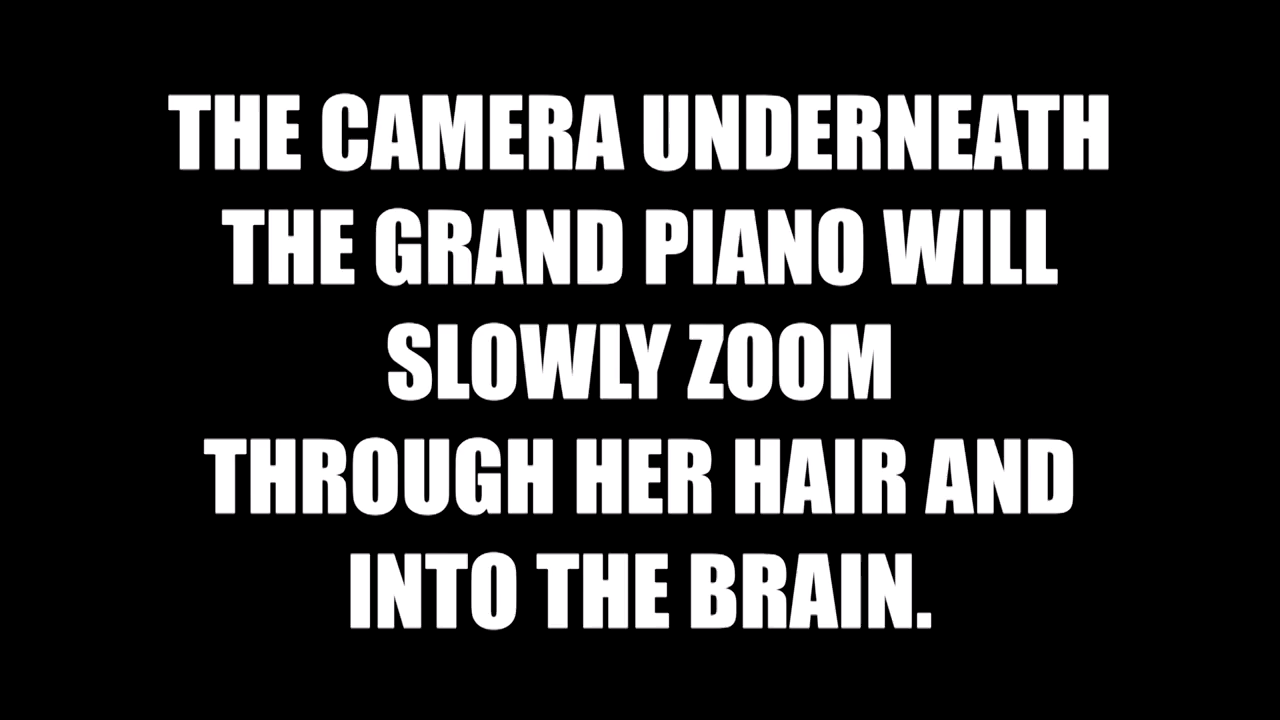 THE CAMERA UNDERNEATH
THE GRAND PIANO WILL
SLOWLY ZOOM
THROUGH HER HAIR AND
INTO THE BRAIN.